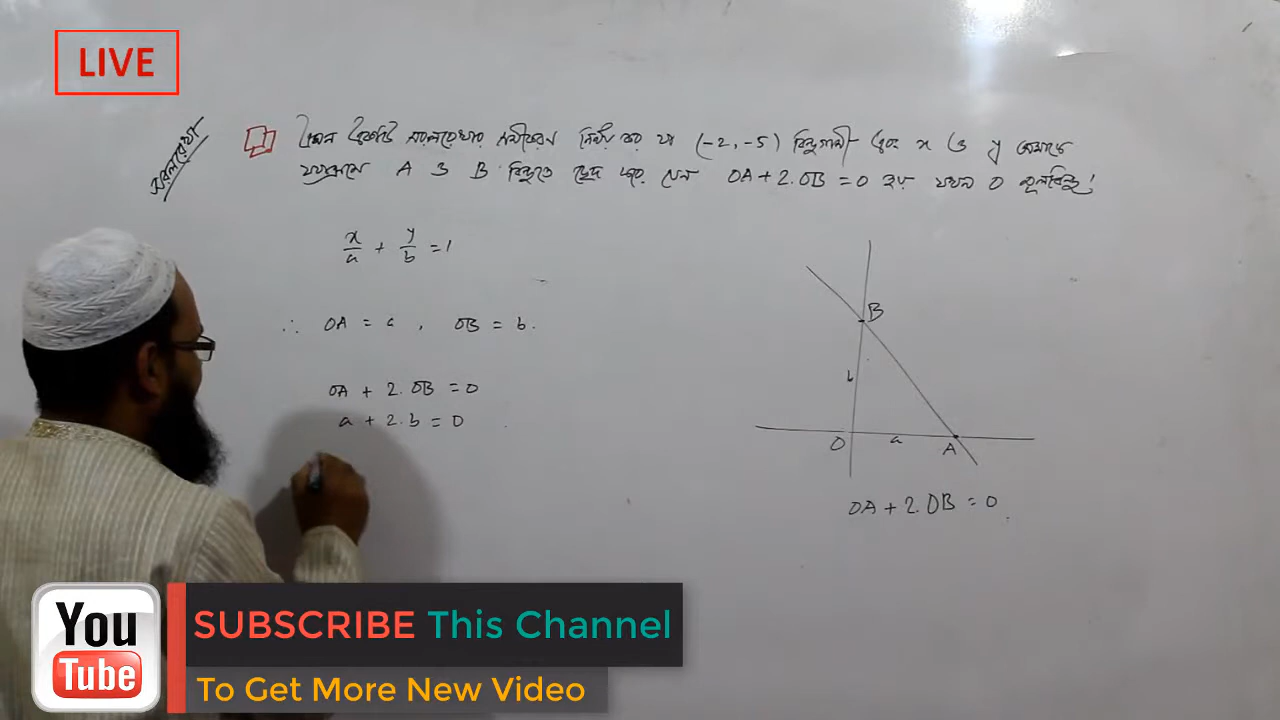 LIVE
সরলরেখা
এমন একটি সরলরেখার সমীকরণ নির্ণয় কর যা (-2, -5) বিন্দুগামী এবং x ও y অক্ষকে
যথাক্রমে A ও B বিন্দুতে ছেদ করে যেন OA + 2.OB = 0 হয় যখন O মূলবিন্দু।
x/a + y/b = 1
∴ OA = a , OB = b.
OA + 2.OB = 0
a + 2.b = 0
B
b
O a A
OA + 2.OB = 0
You Tube
SUBSCRIBE This Channel
To Get More New Video